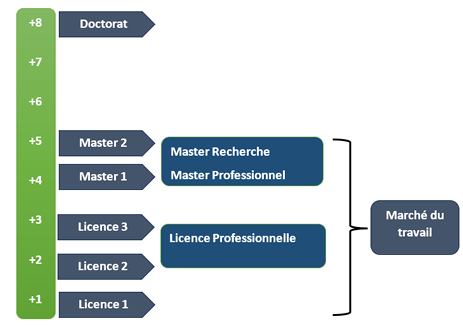 +8
Doctorat
+7
+6
+5
Master 2
Master Recherche
Master Professionnel
+4
Master 1
+3
Licence 3
Licence Professionnelle
Marché du
travail
+2
Licence 2
+1
Licence 1